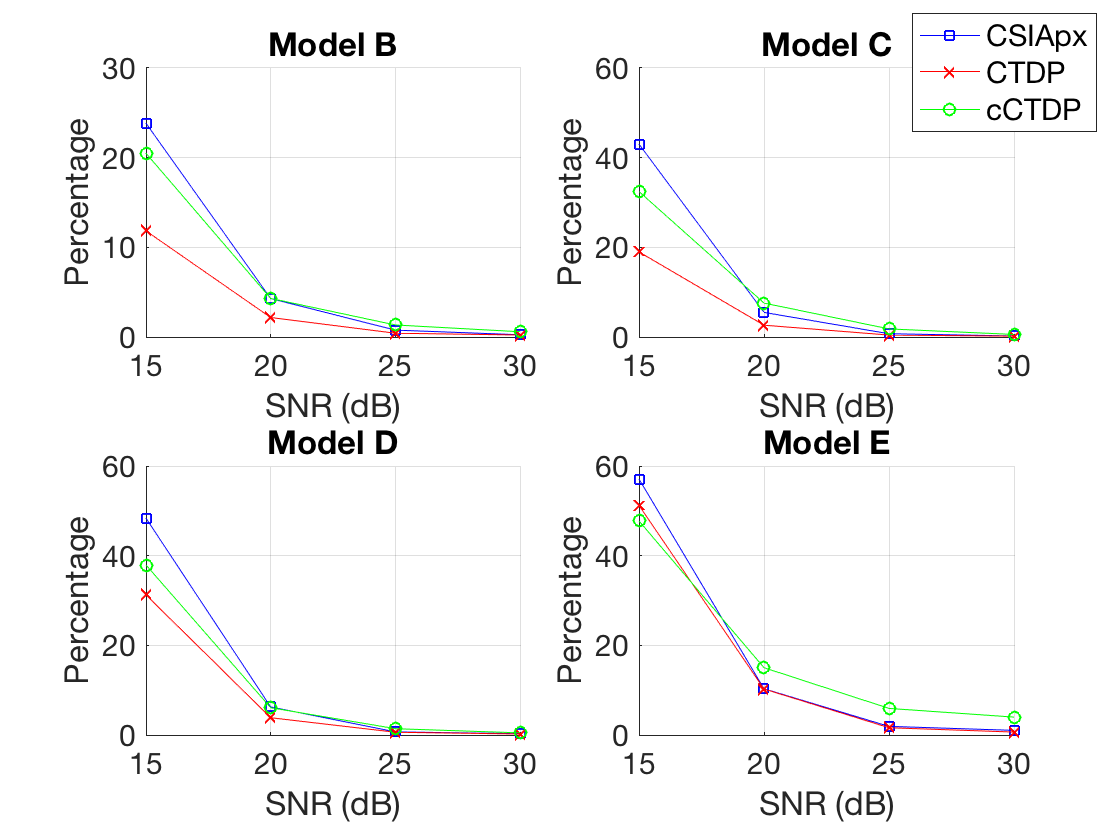 Model B
30
20
10
0
Percentage
15 20 25 30
SNR (dB)
Model C
60
40
20
0
Percentage
15 20 25 30
SNR (dB)
CSIApx
CTDP
cCTDP
Model D
60
40
20
0
Percentage
15 20 25 30
SNR (dB)
Model E
60
40
20
0
Percentage
15 20 25 30
SNR (dB)